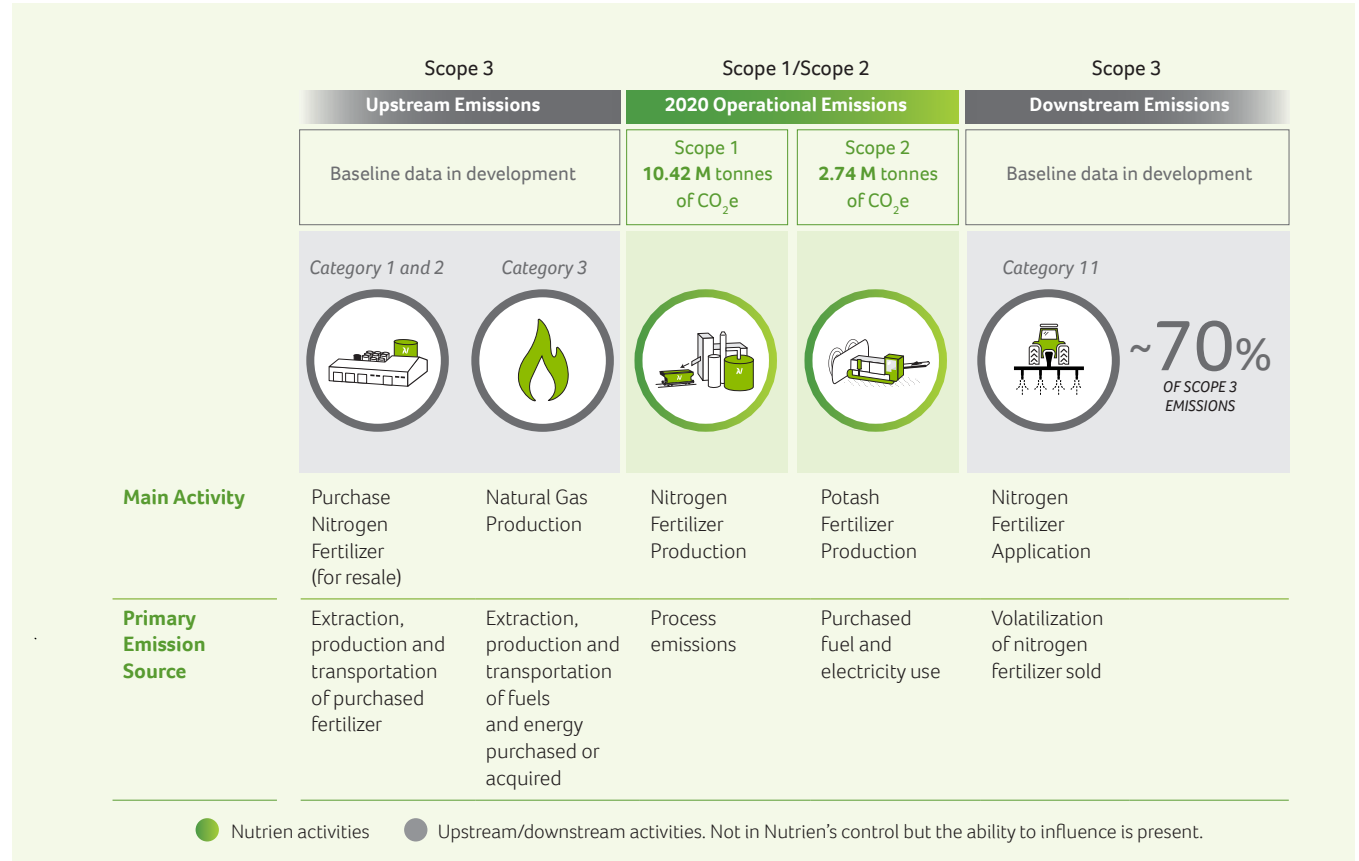 Scope 3
Scope 1/Scope 2
Scope 3
Upstream Emissions
2020 Operational Emissions
Downstream Emissions
Baseline data in development
Scope 1
10.42 M tonnes
of CO₂e
Scope 2
2.74 M tonnes
of CO₂e
Baseline data in development
Category 1 and 2
Category 3
Category 11
~70%
OF SCOPE 3
EMISSIONS
Main Activity
Purchase
Nitrogen
Fertilizer
(for resale)
Natural Gas
Production
Nitrogen
Fertilizer
Production
Potash
Fertilizer
Production
Nitrogen
Fertilizer
Application
Primary
Emission
Source
Extraction,
production and
transportation
of purchased
fertilizer
Extraction,
production and
transportation
of fuels
and energy
purchased or
acquired
Process
emissions
Purchased
fuel and
electricity use
Volatilization
of nitrogen
fertilizer sold
Nutrien activities
Upstream/downstream activities. Not in Nutrien's control but the ability to influence is present.